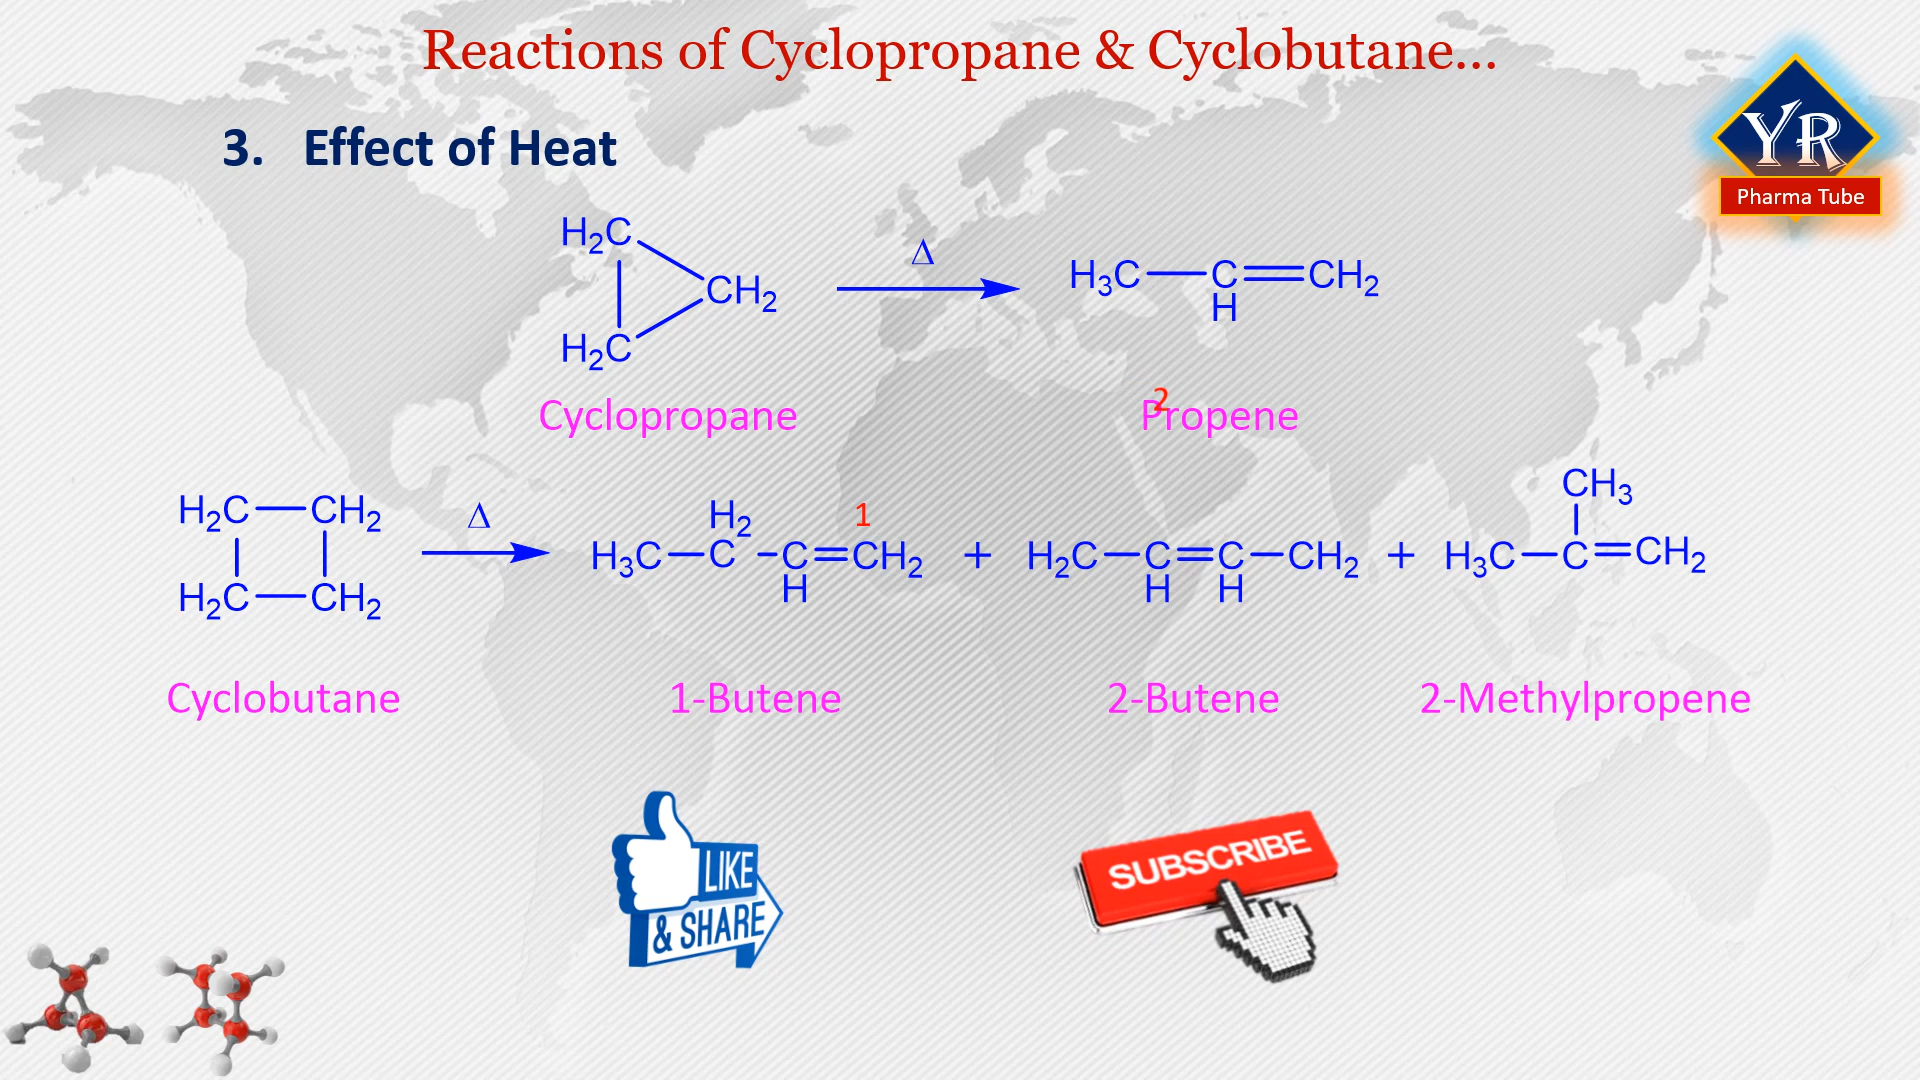 Reactions of Cyclopropane & Cyclobutane...
YR
Pharma Tube
3. Effect of Heat
H₂C
CH₂
H₂C
Δ
H₃C—C=CH₂
H
Cyclopropane
2
Propene
H₂C—CH₂
H₂C—CH₂
Δ
H₂
1
H₃C—C–C=CH₂ + H₂C—C=C—CH₂ + H₃C—C=CH₂
H
H H
CH₃
Cyclobutane
1-Butene
2-Butene
2-Methylpropene
LIKE
& SHARE
SUBSCRIBE